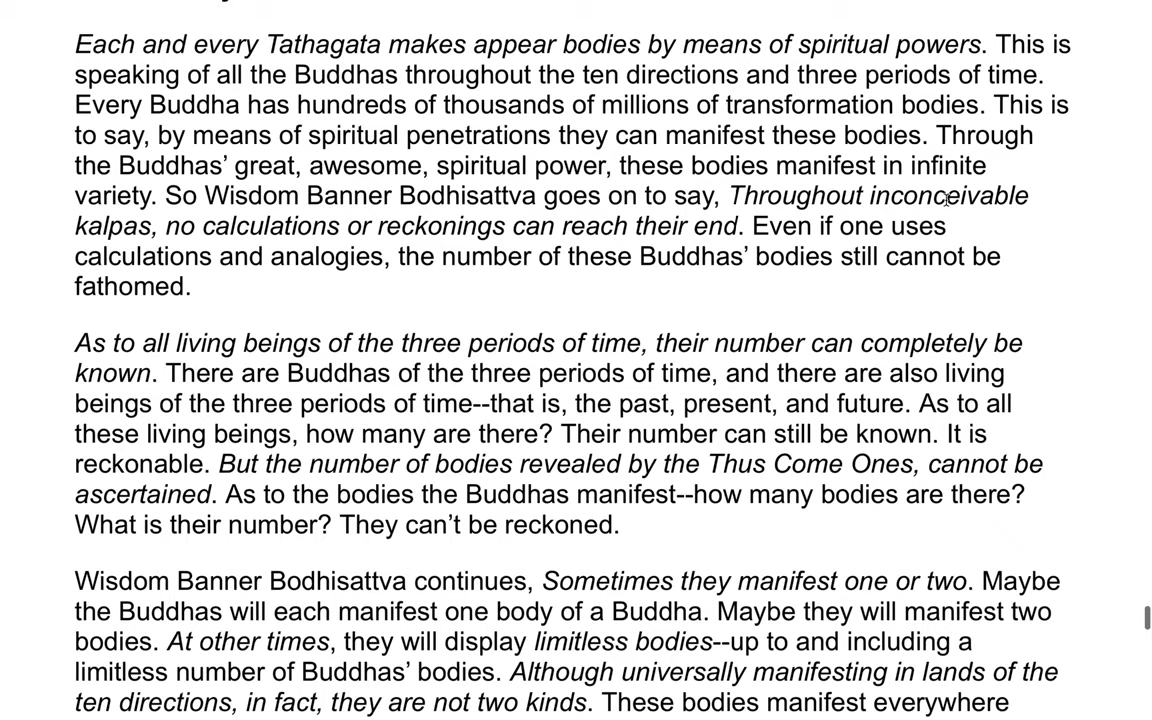 Each and every Tathagata makes appear bodies by means of spiritual powers. This is
speaking of all the Buddhas throughout the ten directions and three periods of time.
Every Buddha has hundreds of thousands of millions of transformation bodies. This is
to say, by means of spiritual penetrations they can manifest these bodies. Through
the Buddhas’ great, awesome, spiritual power, these bodies manifest in infinite
variety. So Wisdom Banner Bodhisattva goes on to say, Throughout inconceivable
kalpas, no calculations or reckonings can reach their end. Even if one uses
calculations and analogies, the number of these Buddhas’ bodies still cannot be
fathomed.
As to all living beings of the three periods of time, their number can completely be
known. There are Buddhas of the three periods of time, and there are also living
beings of the three periods of time--that is, the past, present, and future. As to all
these living beings, how many are there? Their number can still be known. It is
reckonable. But the number of bodies revealed by the Thus Come Ones, cannot be
ascertained. As to the bodies the Buddhas manifest--how many bodies are there?
What is their number? They can’t be reckoned.
Wisdom Banner Bodhisattva continues, Sometimes they manifest one or two. Maybe
the Buddhas will each manifest one body of a Buddha. Maybe they will manifest two
bodies. At other times, they will display limitless bodies--up to and including a
limitless number of Buddhas’ bodies. Although universally manifesting in lands of the
ten directions, in fact, they are not two kinds. These bodies manifest everywhere